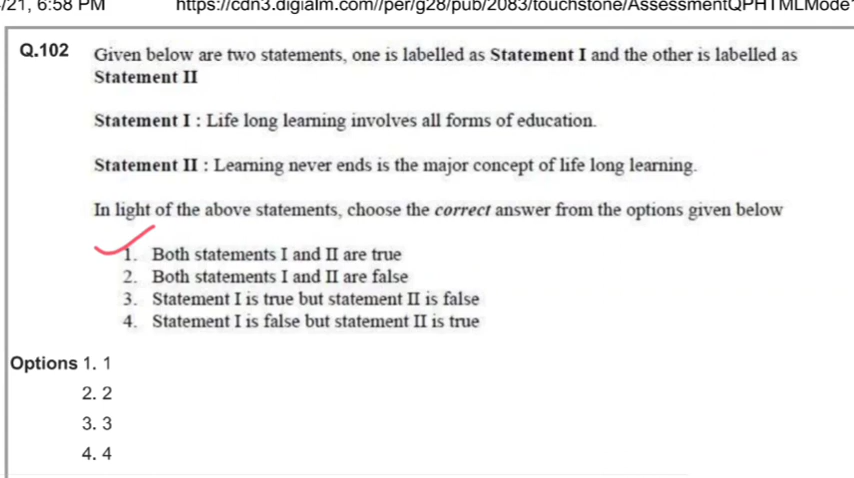 /21, 6:58 PM https://cdn3.digialm.com//per/g28/pub/2083/touchstone/AssessmentQPHTMLMode1
Q.102 Given below are two statements, one is labelled as Statement I and the other is labelled as
Statement II
Statement I : Life long learning involves all forms of education.
Statement II : Learning never ends is the major concept of life long learning.
In light of the above statements, choose the correct answer from the options given below
1. Both statements I and II are true
2. Both statements I and II are false
3. Statement I is true but statement II is false
4. Statement I is false but statement II is true
Options 1. 1
2. 2
3. 3
4. 4